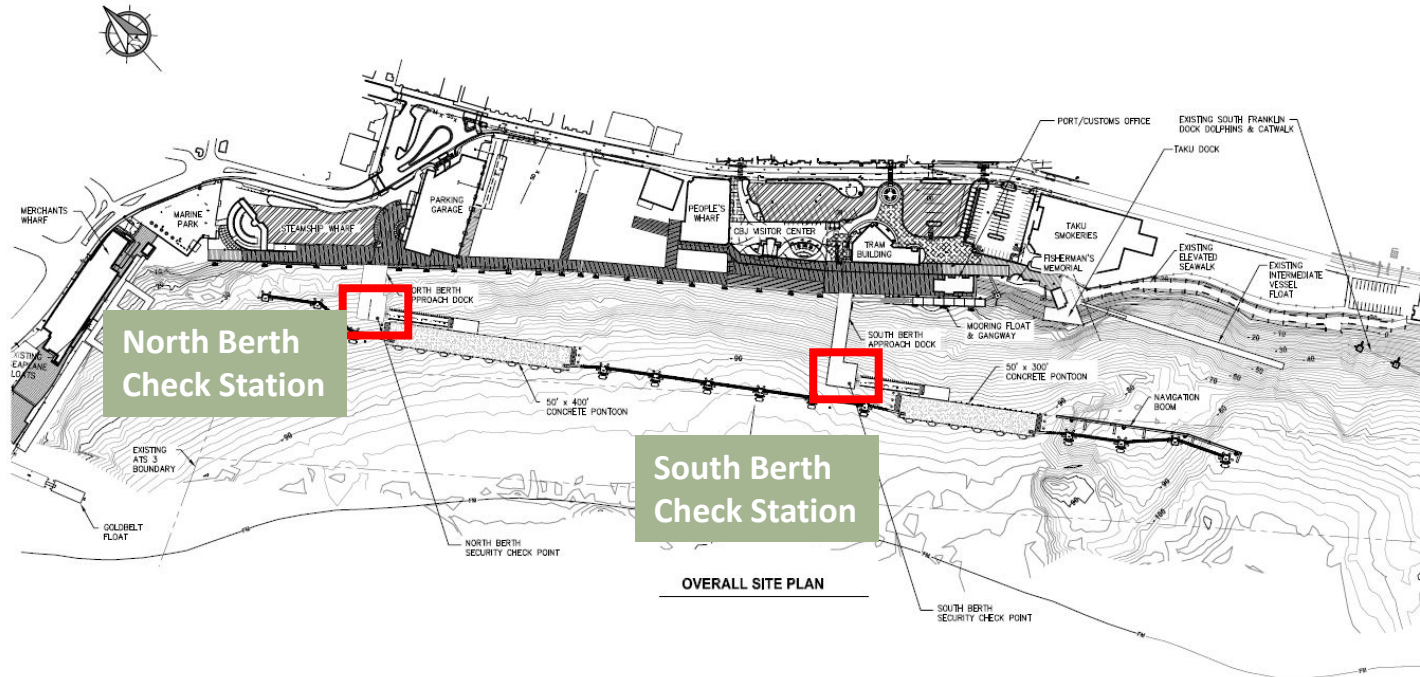 PORT/CUSTOMS OFFICE
EXISTING SOUTH FRANKLIN
DOCK DOLPHINS & CATWALK
TAKU DOCK
MERCHANTS
WHARF
MARINE
PARK
STEAMSHIP WHARF
PARKING
GARAGE
PEOPLE'S
WHARF
CBJ VISITOR CENTER
TRAM
BUILDING
TAKU
SMOKERIES
FISHERMAN'S
MEMORIAL
EXISTING
ELEVATED
SEAWALK
EXISTING
INTERMEDIATE
VESSEL
FLOAT
NORTH BERTH
APPROACH DOCK
SOUTH BERTH
APPROACH DOCK
MOORING FLOAT
& GANGWAY
50' x 300'
CONCRETE PONTOON
NAVIGATION
BOOM
North Berth
Check Station
50' x 400'
CONCRETE PONTOON
EXISTING
ATS 3
BOUNDARY
South Berth
Check Station
GOLDBELT
FLOAT
NORTH BERTH
SECURITY CHECK POINT
OVERALL SITE PLAN
SOUTH BERTH
SECURITY CHECK POINT